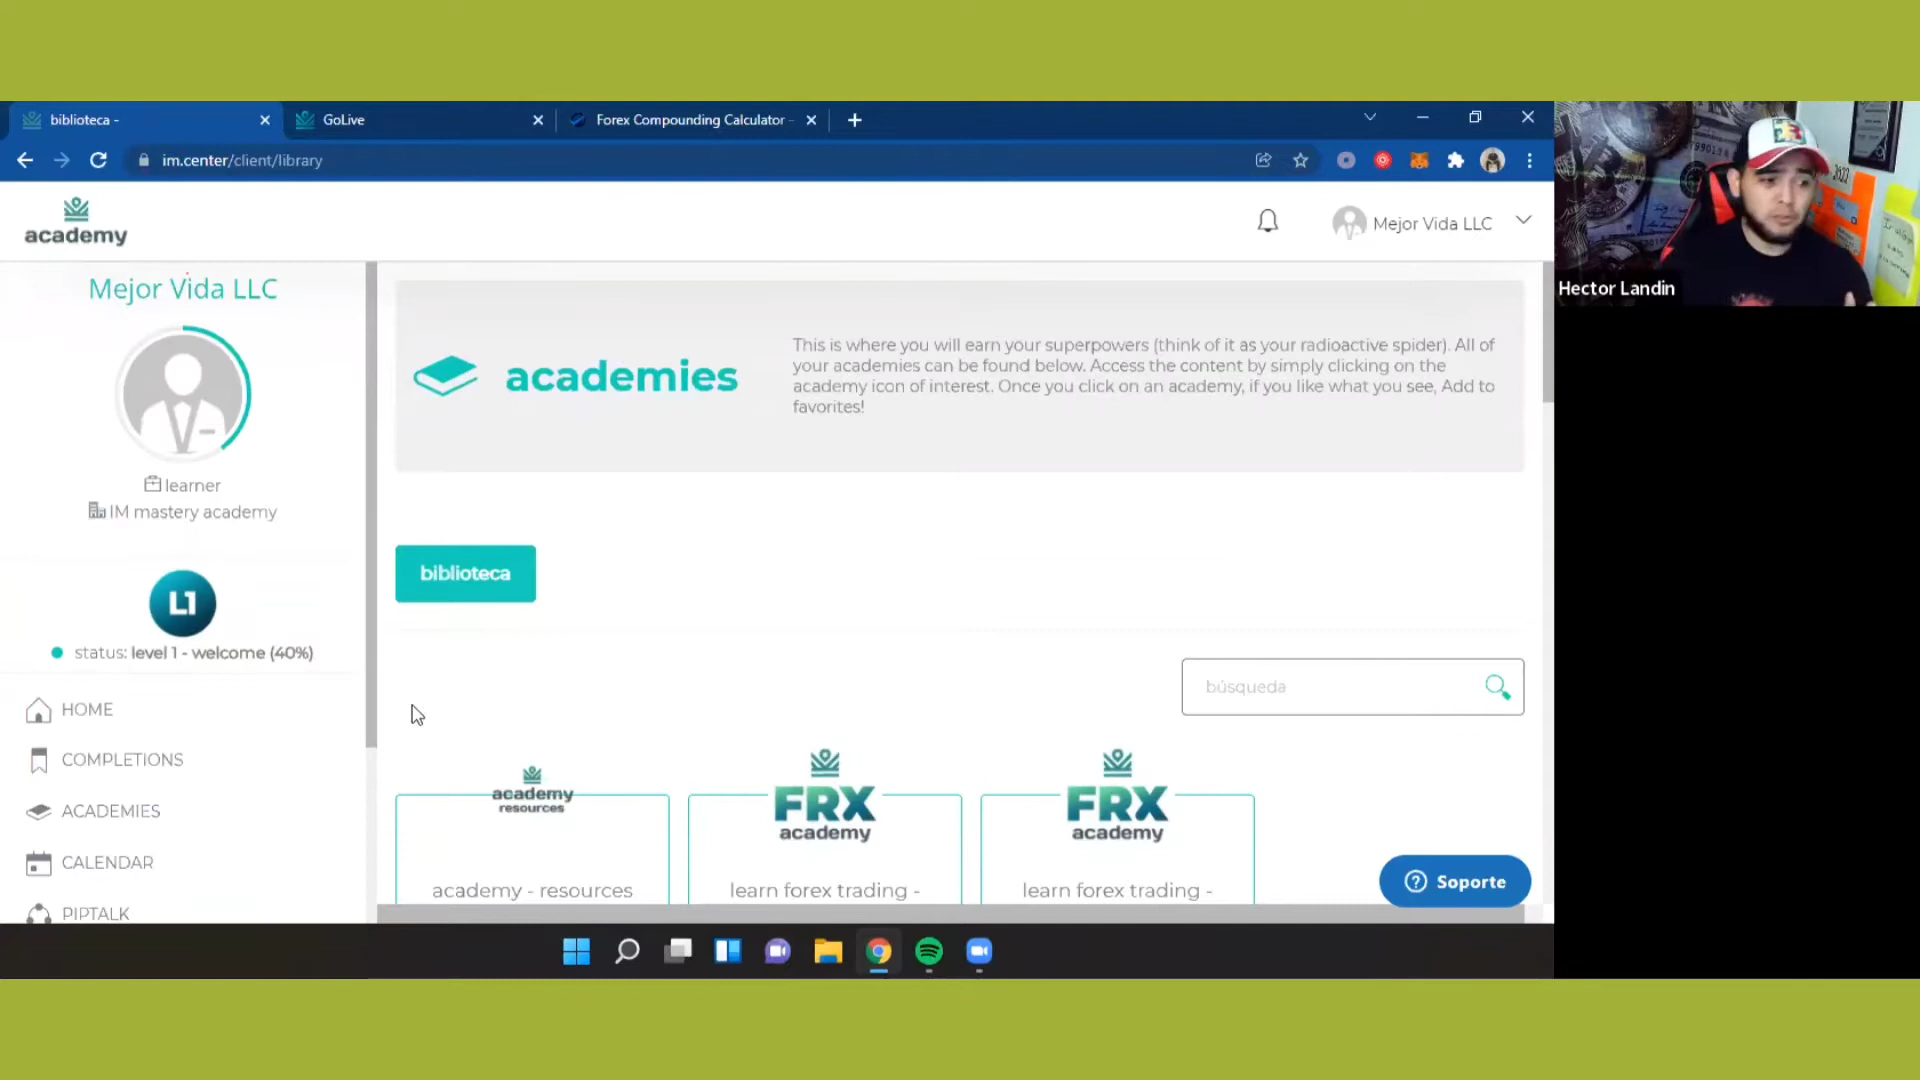 biblioteca -
GoLive
Forex Compounding Calculator -
im.center/client/library
academy
Mejor Vida LLC
Hector Landin
Mejor Vida LLC
learner
IM mastery academy
L1
status: level 1 - welcome (40%)
HOME
COMPLETIONS
ACADEMIES
CALENDAR
PIPTALK
academies
This is where you will earn your superpowers (think of it as your radioactive spider). All of
your academies can be found below. Access the content by simply clicking on the
academy icon of interest. Once you click on an academy, if you like what you see, Add to
favorites!
biblioteca
búsqueda
academy
resources
academy - resources
FRX
academy
learn forex trading -
FRX
academy
learn forex trading -
Soporte
2022